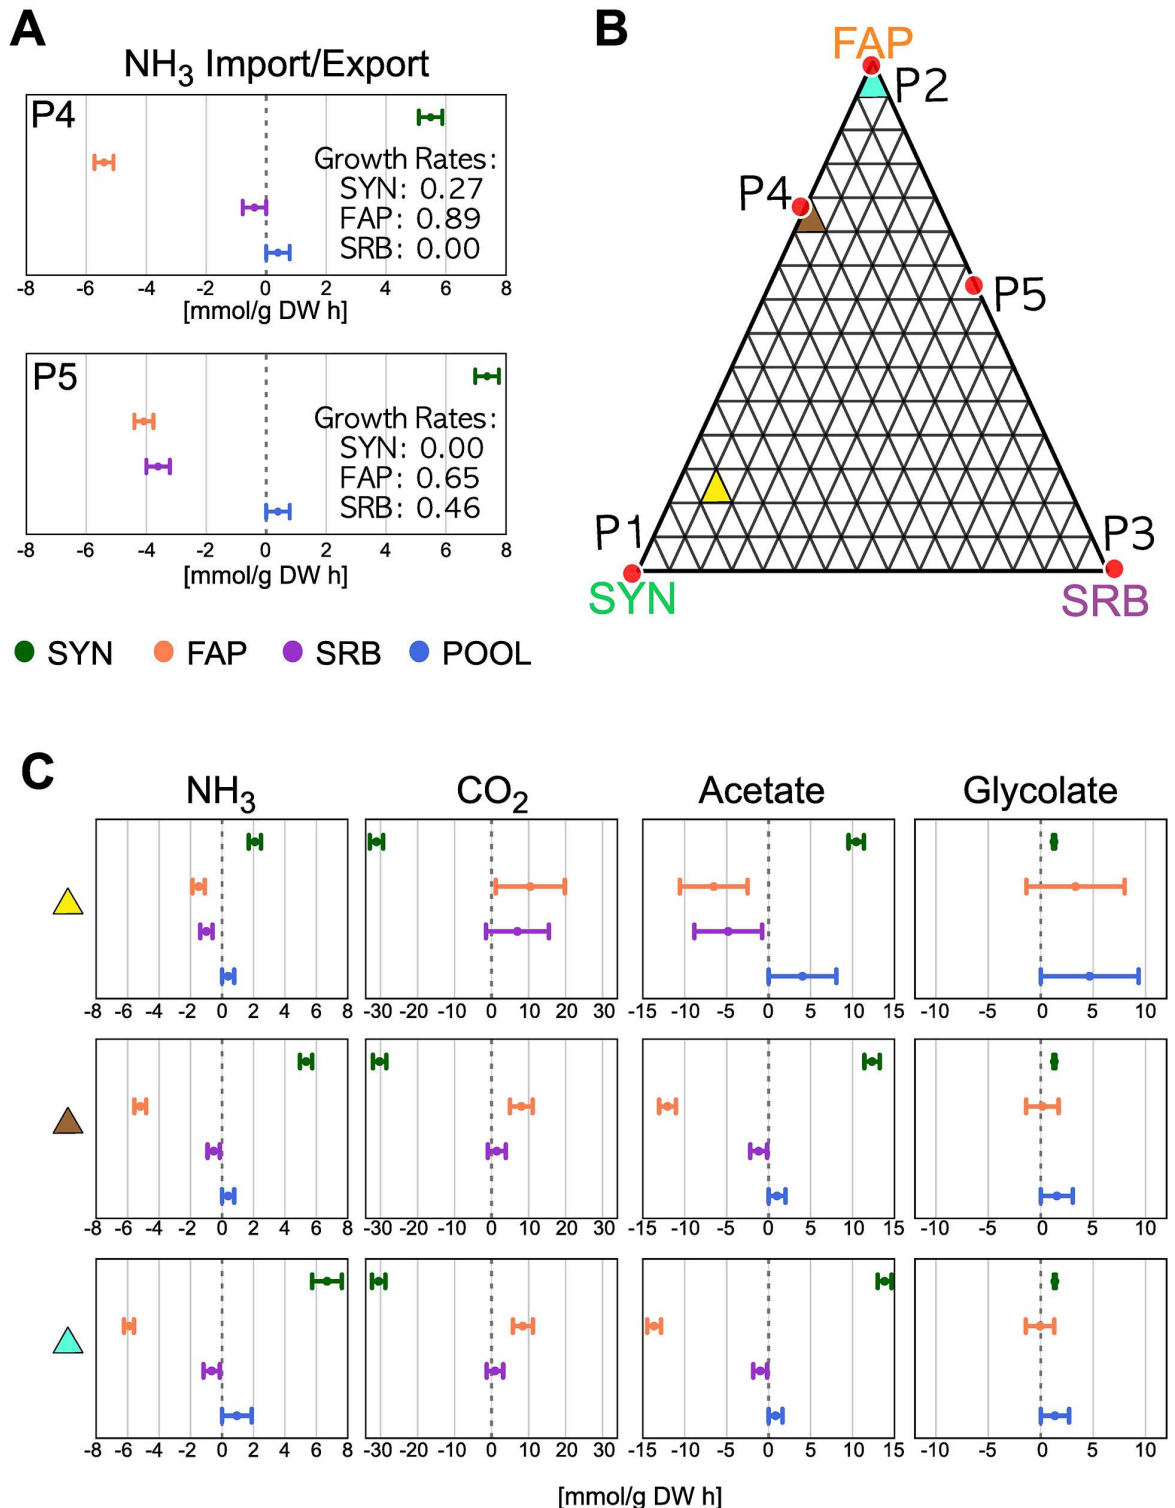 A
NH3 Import/Export
P4
Growth Rates:
SYN: 0.27
FAP: 0.89
SRB: 0.00
-8 -6 -4 -2 0 2 4 6 8
[mmol/g DW h]
P5
Growth Rates:
SYN: 0.00
FAP: 0.65
SRB: 0.46
-8 -6 -4 -2 0 2 4 6 8
[mmol/g DW h]
SYN FAP SRB POOL
B
FAP
P2
P4
P5
P1
P3
SYN
SRB
C
NH3 CO2 Acetate Glycolate
-8 -6 -4 -2 0 2 4 6 8 -30 -20 -10 0 10 20 30 -15 -10 -5 0 5 10 15 -10 -5 0 5 10
-8 -6 -4 -2 0 2 4 6 8 -30 -20 -10 0 10 20 30 -15 -10 -5 0 5 10 15 -10 -5 0 5 10
-8 -6 -4 -2 0 2 4 6 8 -30 -20 -10 0 10 20 30 -15 -10 -5 0 5 10 15 -10 -5 0 5 10
[mmol/g DW h]